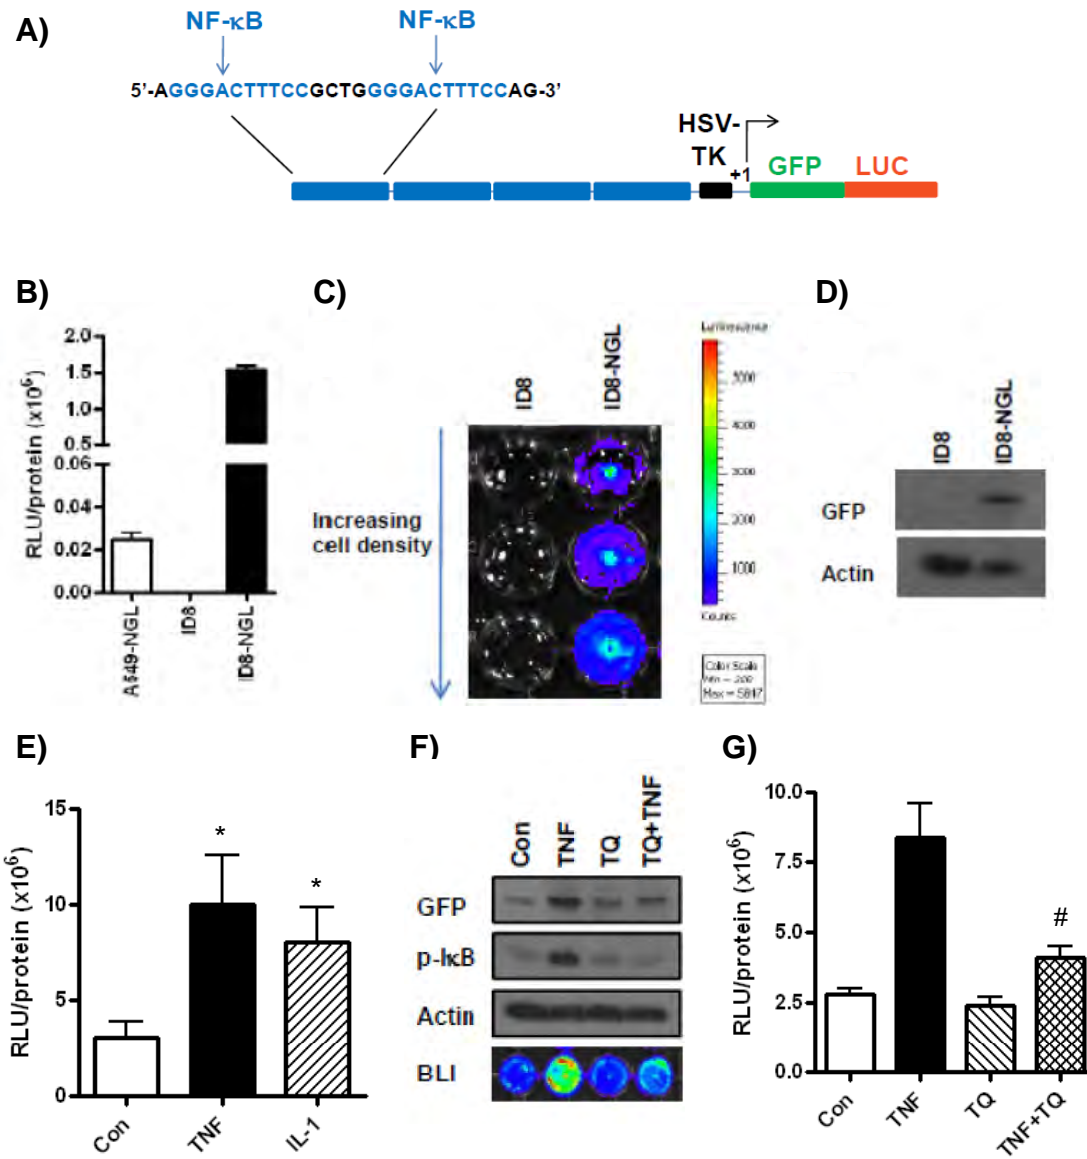 A)
NF-κB NF-κB
5'-AGGGACTTTCCGCTGGGGACTTTCCAG-3'
HSV-
TK
+1
GFP LUC
B)
RLU/protein (x10⁶)
2.0
1.5
1.0
0.5
0.06
0.04
0.02
0.00
A549-NGL
ID8
ID8-NGL
C)
ID8
ID8-NGL
Increasing
cell density
Luminescence
4000
3000
2000
1000
Counts
Color Scale
Max = 5817
D)
ID8
ID8-NGL
GFP
Actin
E)
RLU/protein (x10⁶)
15
10
5
0
*
*
Con
TNF
IL-1
F)
Con
TNF
TQ
TQ+TNF
GFP
p-IκB
Actin
BLI
G)
RLU/protein (x10⁶)
10.0
7.5
5.0
2.5
0.0
#
Con
TNF
TQ
TNF+TQ